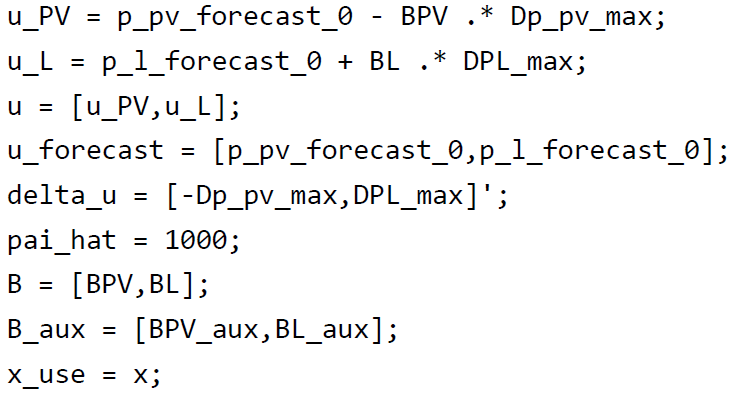 u_PV = p_pv_forecast_0 - BPV .* Dp_pv_max;
u_L = p_l_forecast_0 + BL .* DPL_max;
u = [u_PV,u_L];
u_forecast = [p_pv_forecast_0,p_l_forecast_0];
delta_u = [-Dp_pv_max,DPL_max]';
pai_hat = 1000;
B = [BPV,BL];
B_aux = [BPV_aux,BL_aux];
x_use = x;